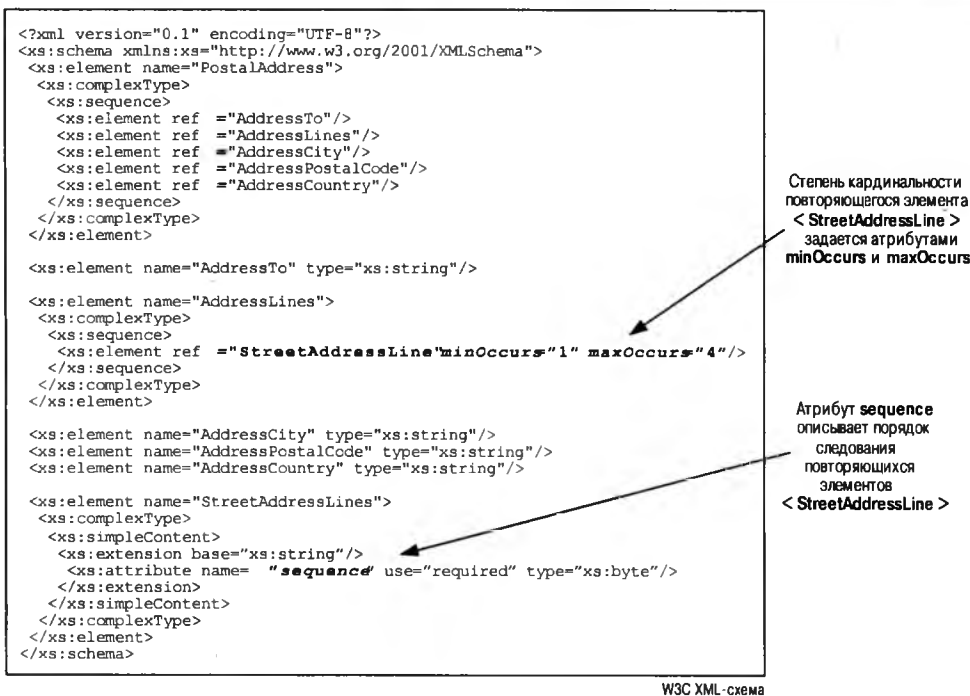 <?xml version="0.1" encoding="UTF-8"?>
<xs:schema xmlns:xs="http://www.w3.org/2001/XMLSchema">
<xs:element name="PostalAddress">
<xs:complexType>
<xs:sequence>
<xs:element ref ="AddressTo"/>
<xs:element ref ="AddressLines"/>
<xs:element ref ="AddressCity"/>
<xs:element ref ="AddressPostalCode"/>
<xs:element ref ="AddressCountry"/>
</xs:sequence>
</xs:complexType>
</xs:element>
<xs:element name="AddressTo" type="xs:string"/>
<xs:element name="AddressLines">
<xs:complexType>
<xs:sequence>
<xs:element ref ="StreetAddressLine"minOccurs="1" maxOccurs="4"/>
</xs:sequence>
</xs:complexType>
</xs:element>
<xs:element name="AddressCity" type="xs:string"/>
<xs:element name="AddressPostalCode" type="xs:string"/>
<xs:element name="AddressCountry" type="xs:string"/>
<xs:element name="StreetAddressLines">
<xs:complexType>
<xs:simpleContent>
<xs:extension base="xs:string"/>
<xs:attribute name= "sequence" use="required" type="xs:byte"/>
</xs:extension>
</xs:simpleContent>
</xs:complexType>
</xs:element>
</xs:schema>
Степень кардинальности
повторяющегося элемента
< StreetAddressLine >
задается атрибутами
minOccurs и maxOccurs
Атрибут sequence
описывает порядок
следования
повторяющихся
элементов
< StreetAddressLine >
W3C XML-схема